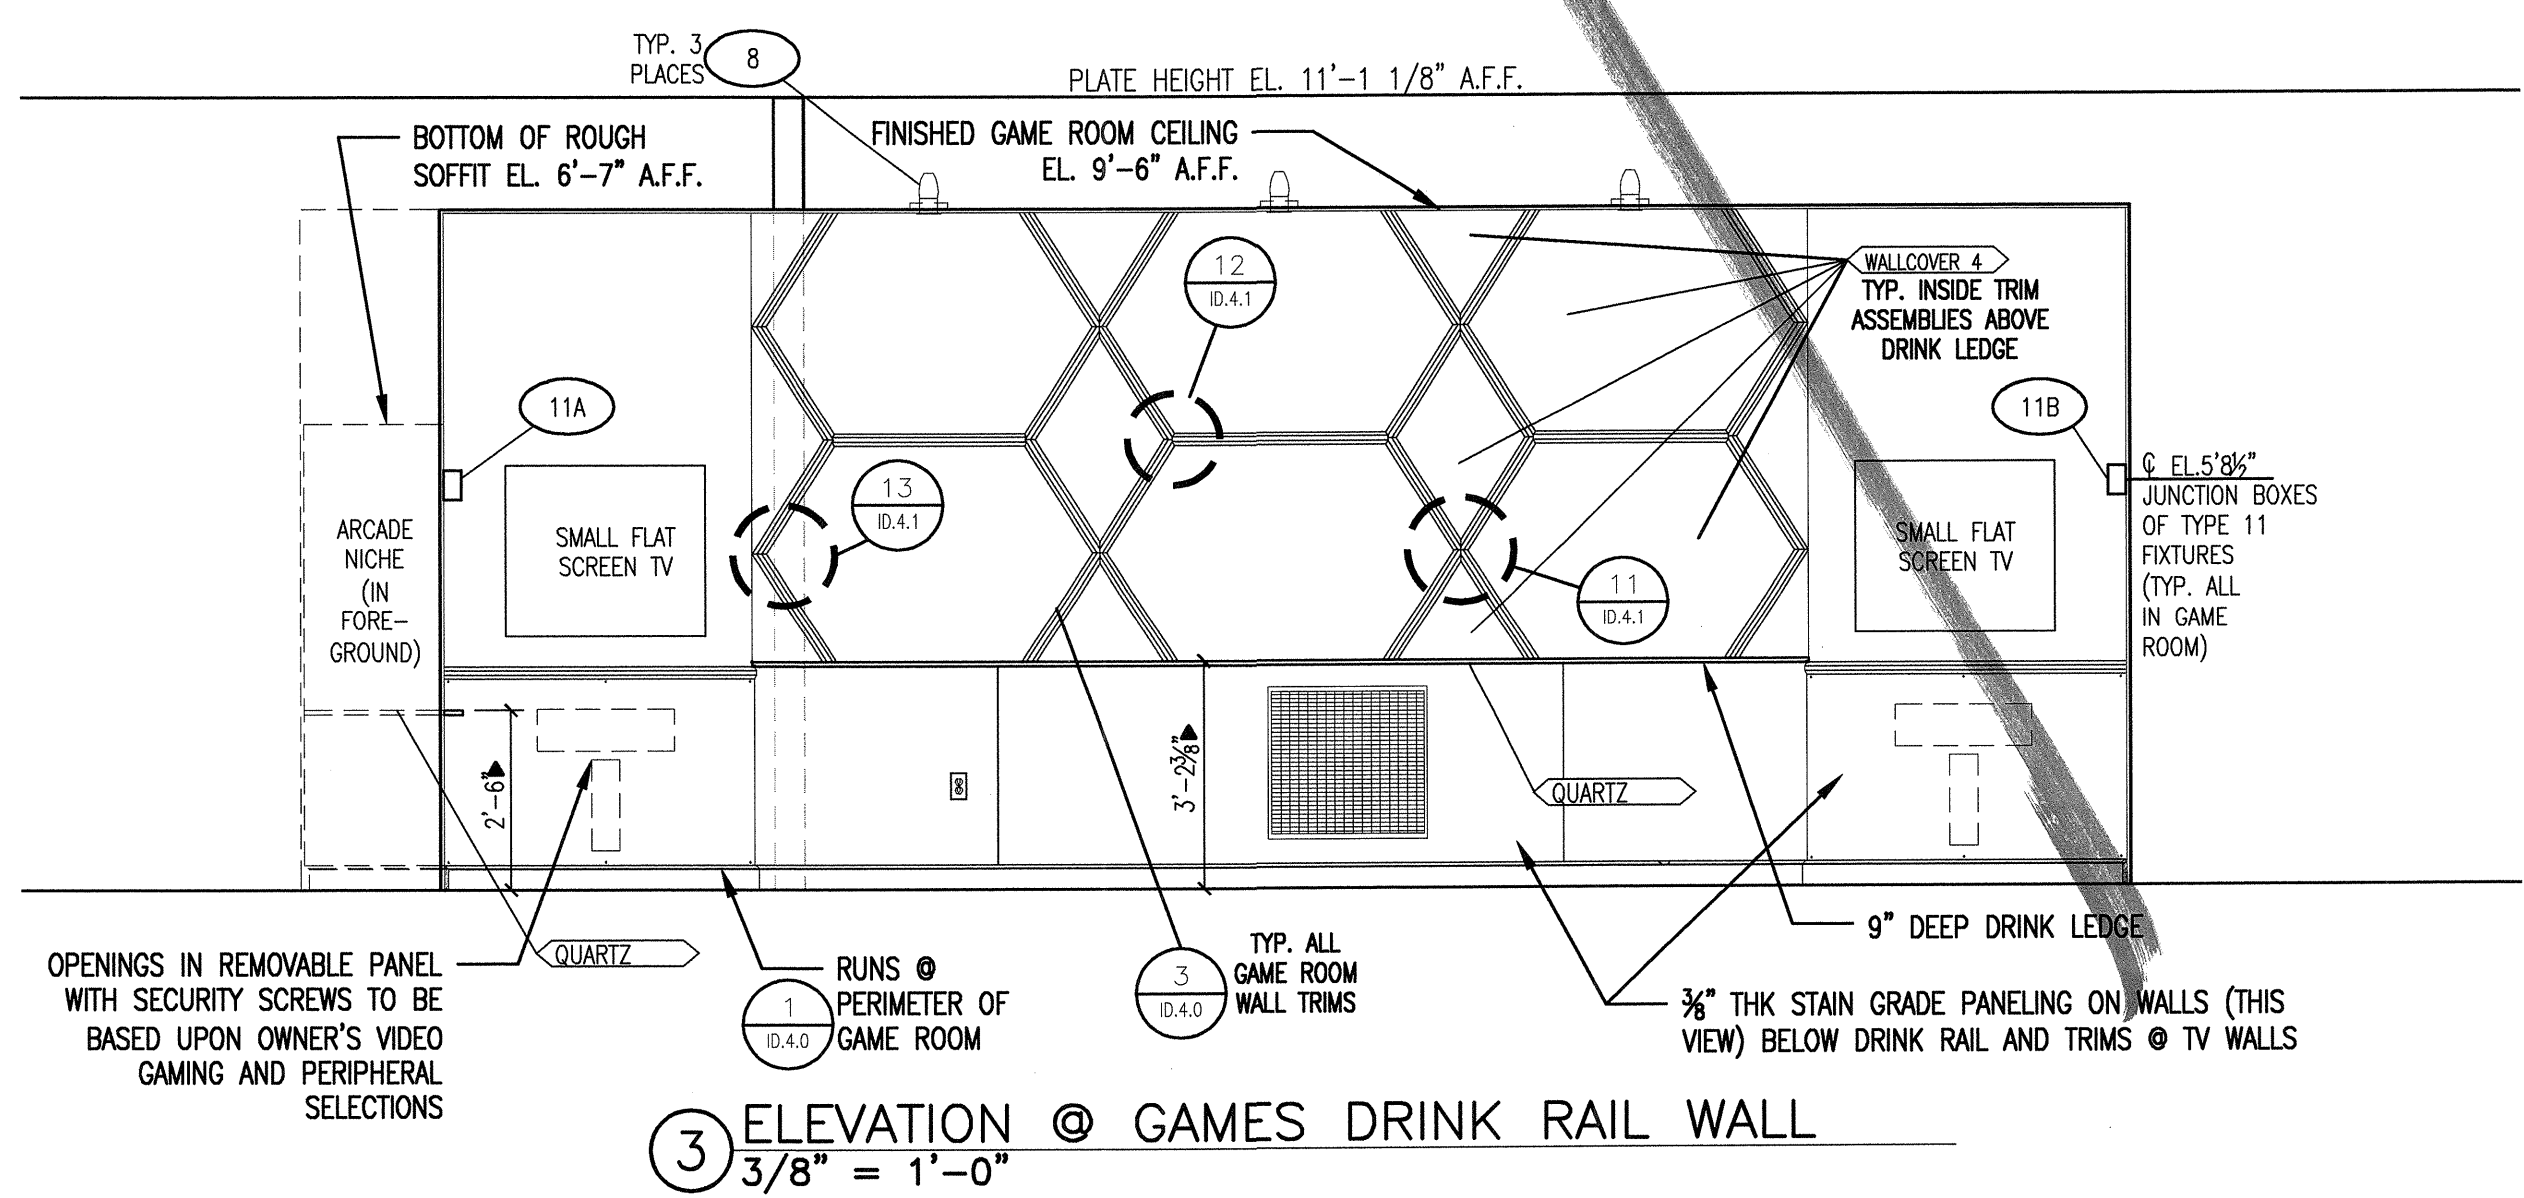 TYP. 3
PLACES
8
PLATE HEIGHT EL. 11'-1 1/8" A.F.F.
BOTTOM OF ROUGH
SOFFIT EL. 6'-7" A.F.F.
FINISHED GAME ROOM CEILING
EL. 9'-6" A.F.F.
12
ID.4.1
WALLCOVER 4
TYP. INSIDE TRIM
ASSEMBLIES ABOVE
DRINK LEDGE
11A
11B
13
ID.4.1
℄ EL.5'8½"
JUNCTION BOXES
OF TYPE 11
FIXTURES
(TYP. ALL
IN GAME
ROOM)
ARCADE
NICHE
(IN
FORE-
GROUND)
SMALL FLAT
SCREEN TV
SMALL FLAT
SCREEN TV
11
ID.4.1
2'-6"
3'-2⅜"
QUARTZ
QUARTZ
9" DEEP DRINK LEDGE
OPENINGS IN REMOVABLE PANEL
WITH SECURITY SCREWS TO BE
BASED UPON OWNER'S VIDEO
GAMING AND PERIPHERAL
SELECTIONS
RUNS @
PERIMETER OF
GAME ROOM
1
ID.4.0
3
ID.4.0
TYP. ALL
GAME ROOM
WALL TRIMS
⅜" THK STAIN GRADE PANELING ON WALLS (THIS
VIEW) BELOW DRINK RAIL AND TRIMS @ TV WALLS
3
ELEVATION @ GAMES DRINK RAIL WALL
3/8" = 1'-0"